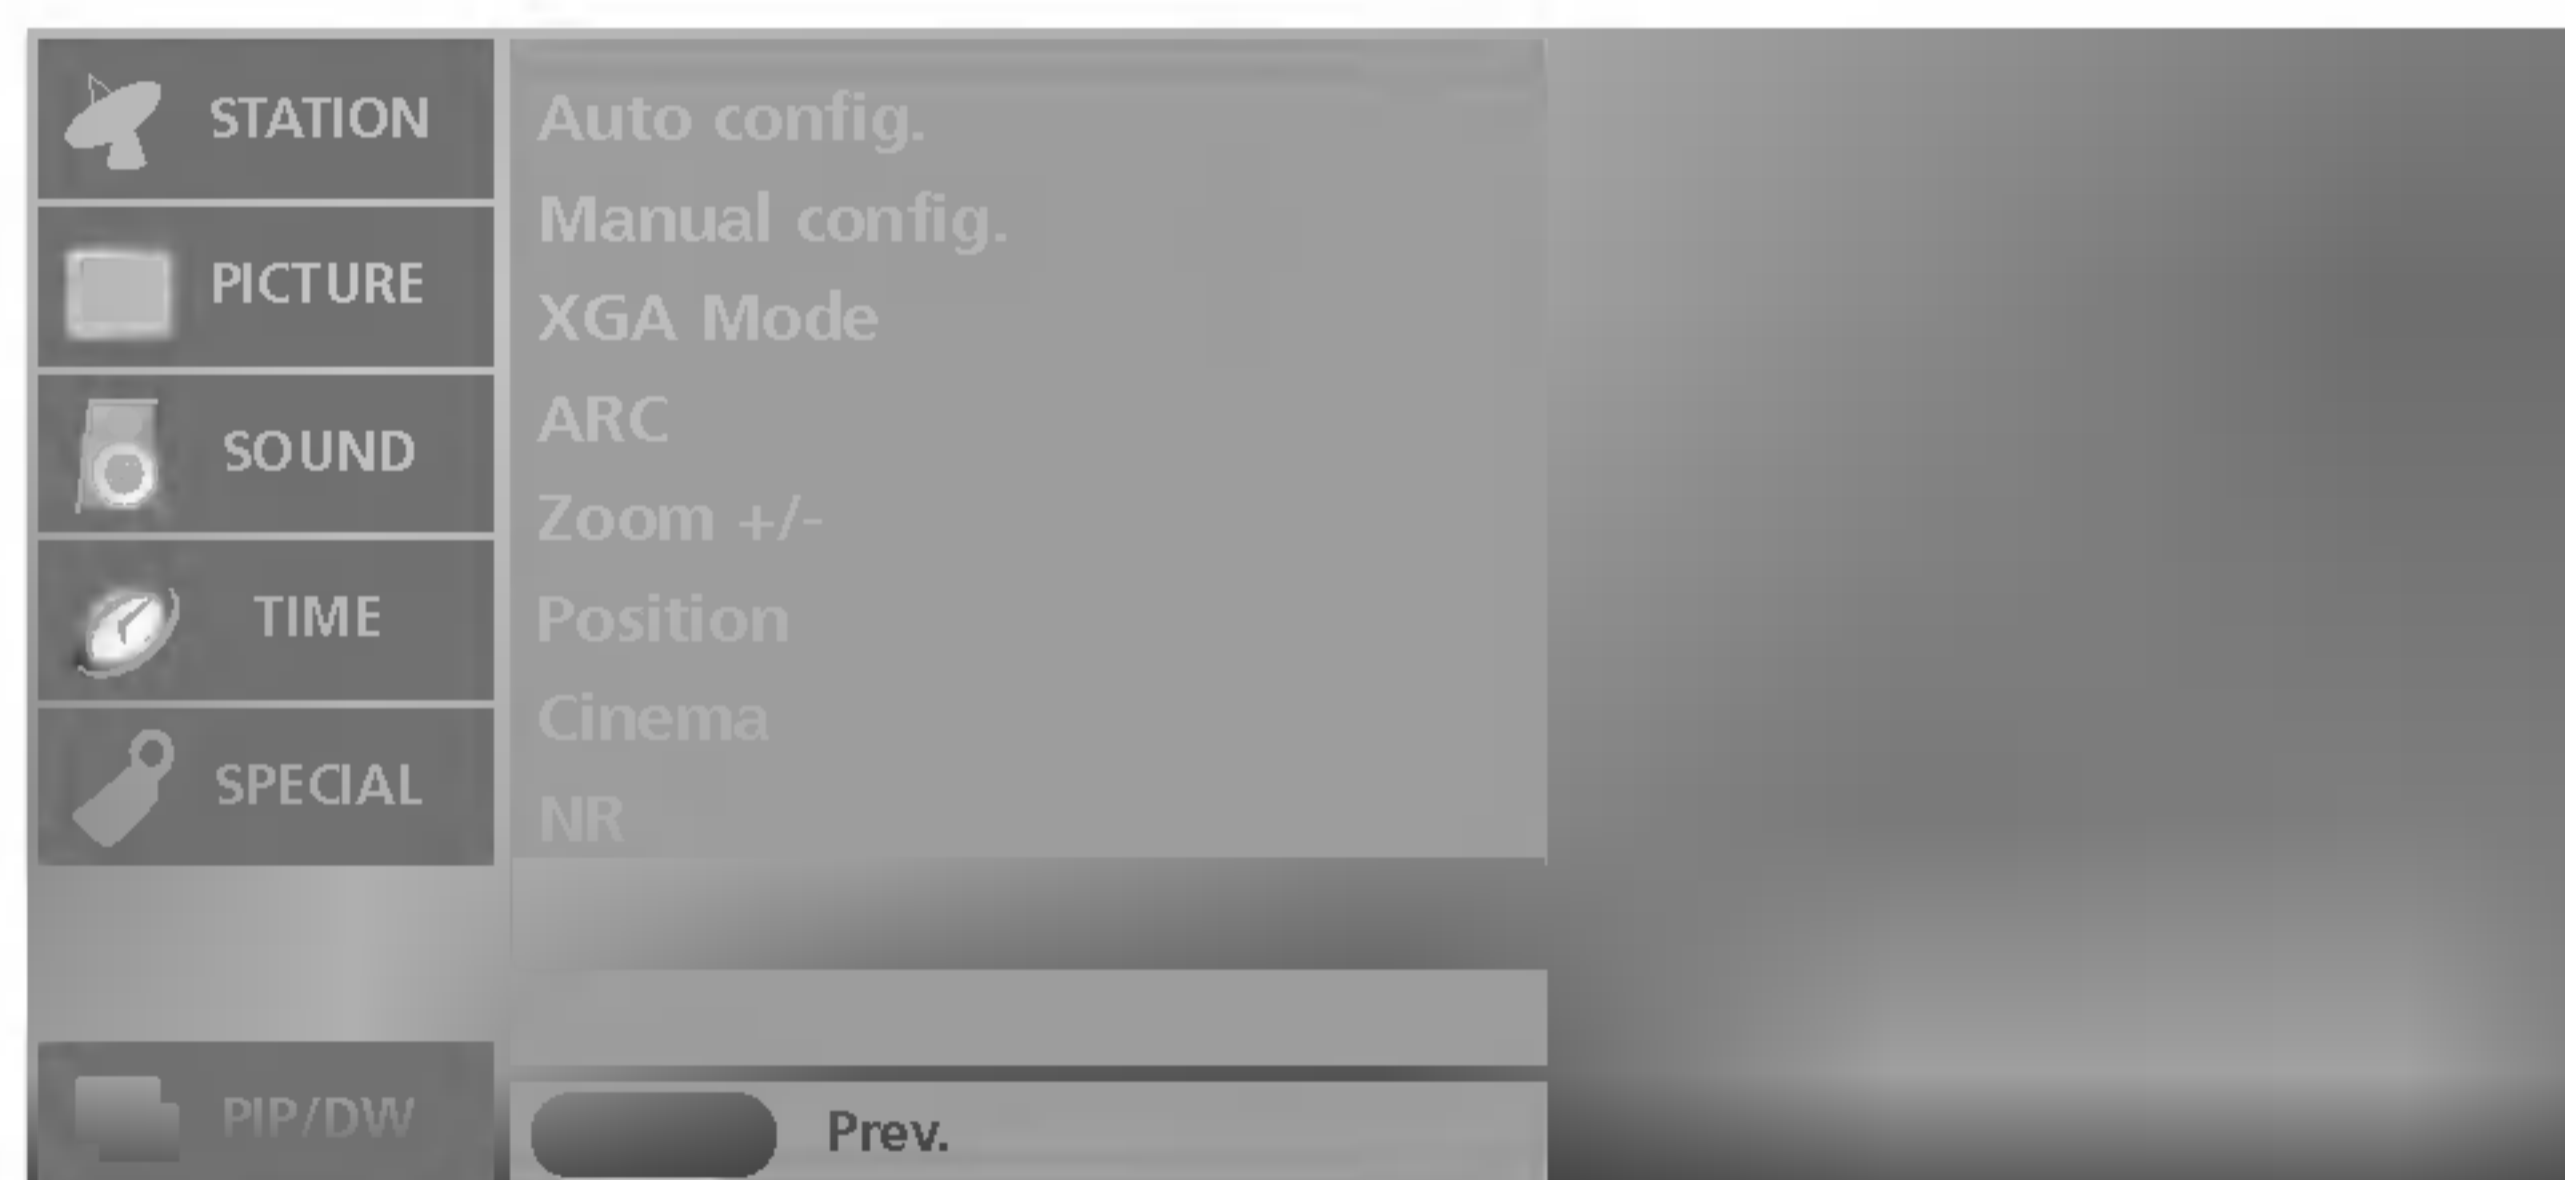 STATION
PICTURE
SOUND
TIME
SPECIAL
PIP/DW
Auto config.
Manual config.
XGA Mode
ARC
Zoom +/-
Position
Cinema
NR
Prev.